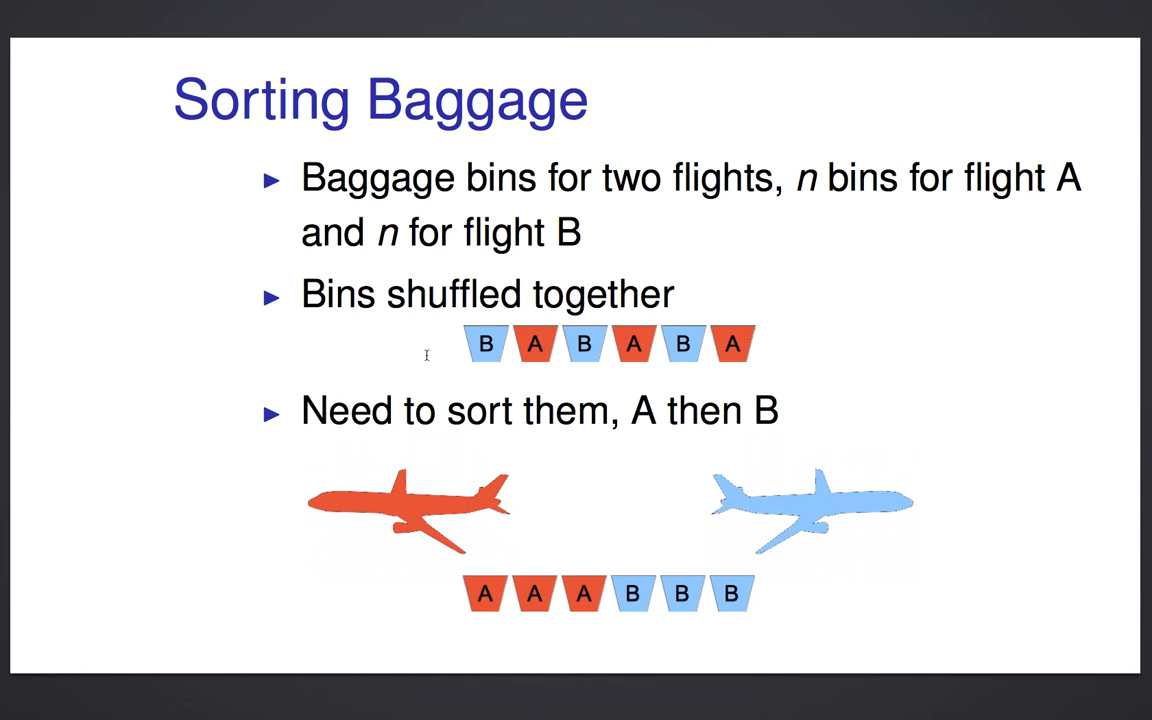 Sorting Baggage
Baggage bins for two flights, n bins for flight A
and n for flight B
Bins shuffled together
B A B A B A
Need to sort them, A then B
A A A B B B